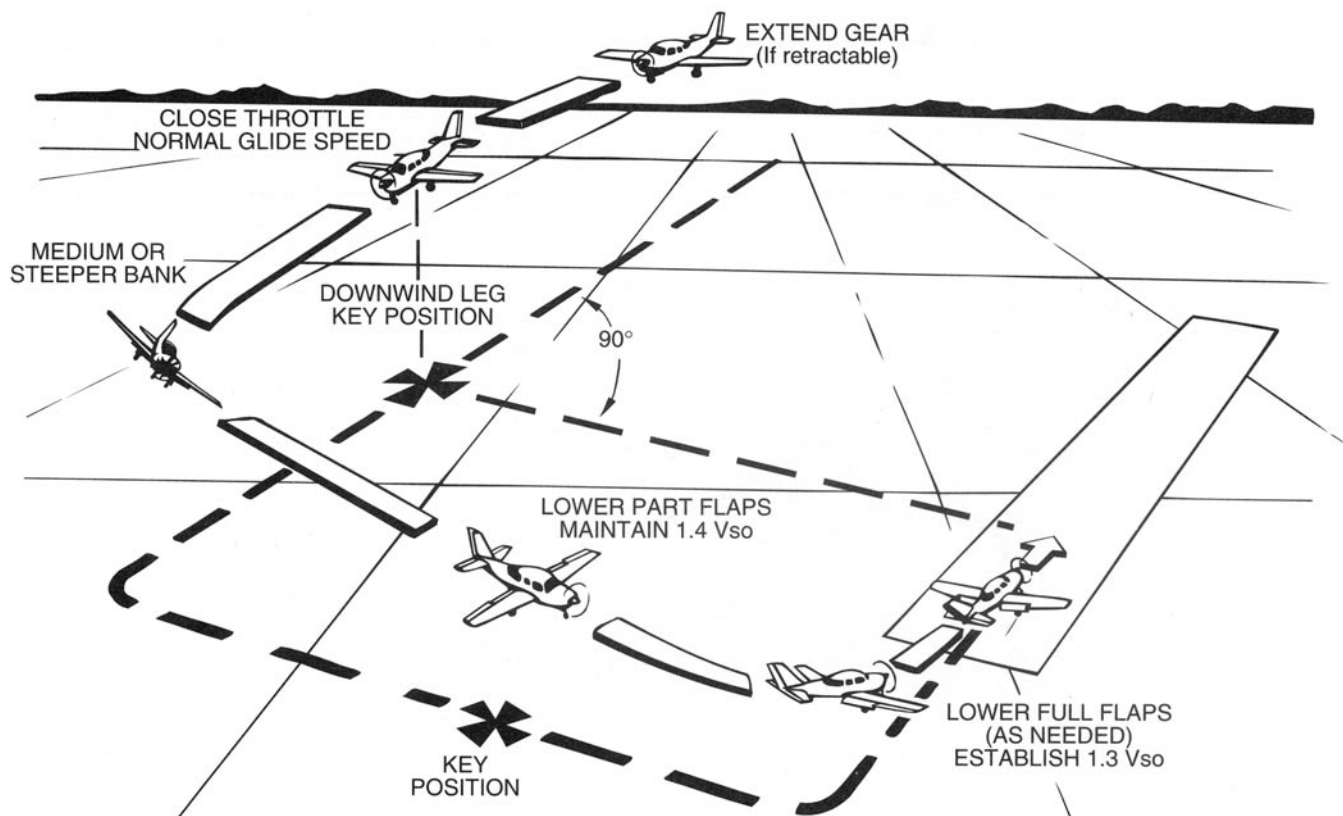 EXTEND GEAR
(If retractable)
CLOSE THROTTLE
NORMAL GLIDE SPEED
MEDIUM OR
STEEPER BANK
DOWNWIND LEG
KEY POSITION
90°
LOWER PART FLAPS
MAINTAIN 1.4 Vso
LOWER FULL FLAPS
(AS NEEDED)
ESTABLISH 1.3 Vso
KEY
POSITION